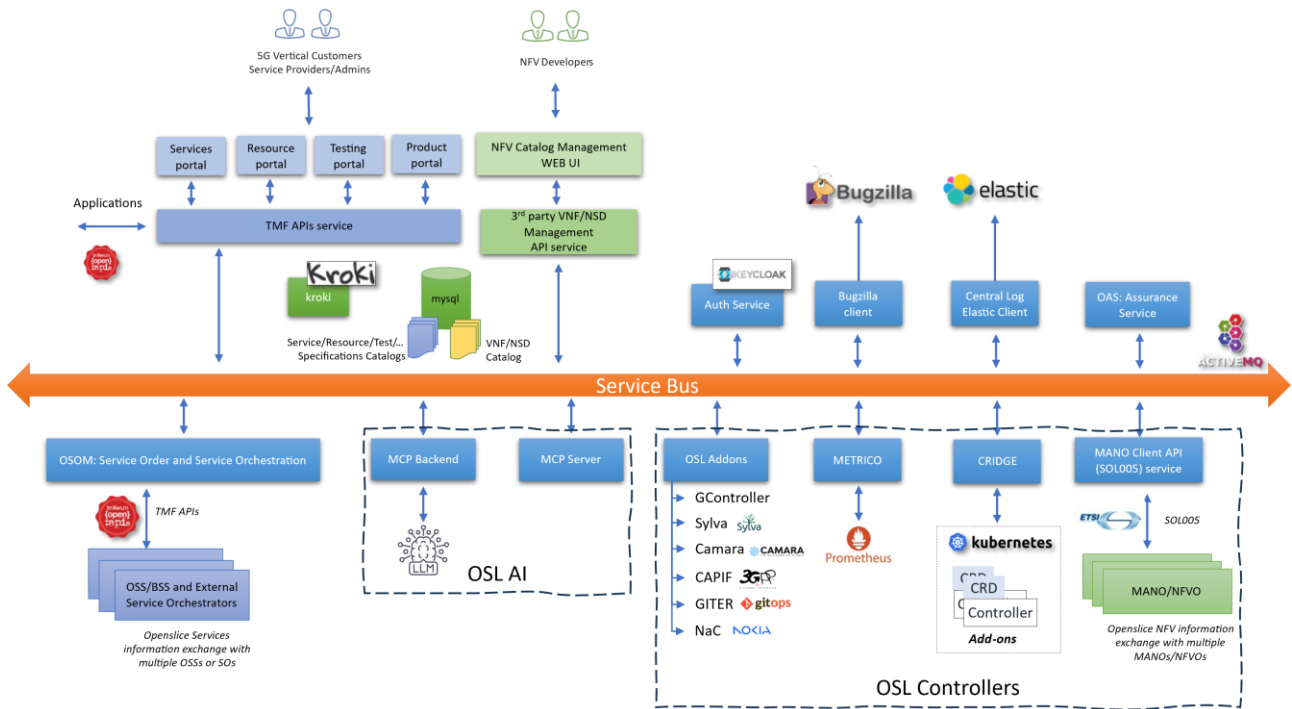 5G Vertical Customers
Service Providers/Admins
NFV Developers
Services
portal
Resource
portal
Testing
portal
Product
portal
NFV Catalog Management
WEB UI
Bugzilla
elastic
Applications
TMF APIs service
3rd party VNF/NSD
Management
API service
{open}
Kroki
kroki
mysql
KEYCLOAK
Auth Service
Bugzilla
client
Central Log
Elastic Client
OAS: Assurance
Service
Service/Resource/Test/...
Specifications Catalogs
VNF/NSD
Catalog
ACTIVEMQ
Service Bus
OSOM: Service Order and Service Orchestration
MCP Backend
MCP Server
OSL Addons
METRICO
CRIDGE
MANO Client API
(SOL005) service
{open}
TMF APIs
LLM
OSL AI
GController
Sylva
Sylva
Camara
CAMARA
CAPIF
3GPP
GITER
gitops
NaC
NOKIA
Prometheus
kubernetes
CRD
CRD
Controller
Add-ons
ETSI
SOL005
OSS/BSS and External
Service Orchestrators
MANO/NFVO
Openslice Services
information exchange with
multiple OSSs or SOs
Openslice NFV information
exchange with multiple
MANOs/NFVOs
OSL Controllers